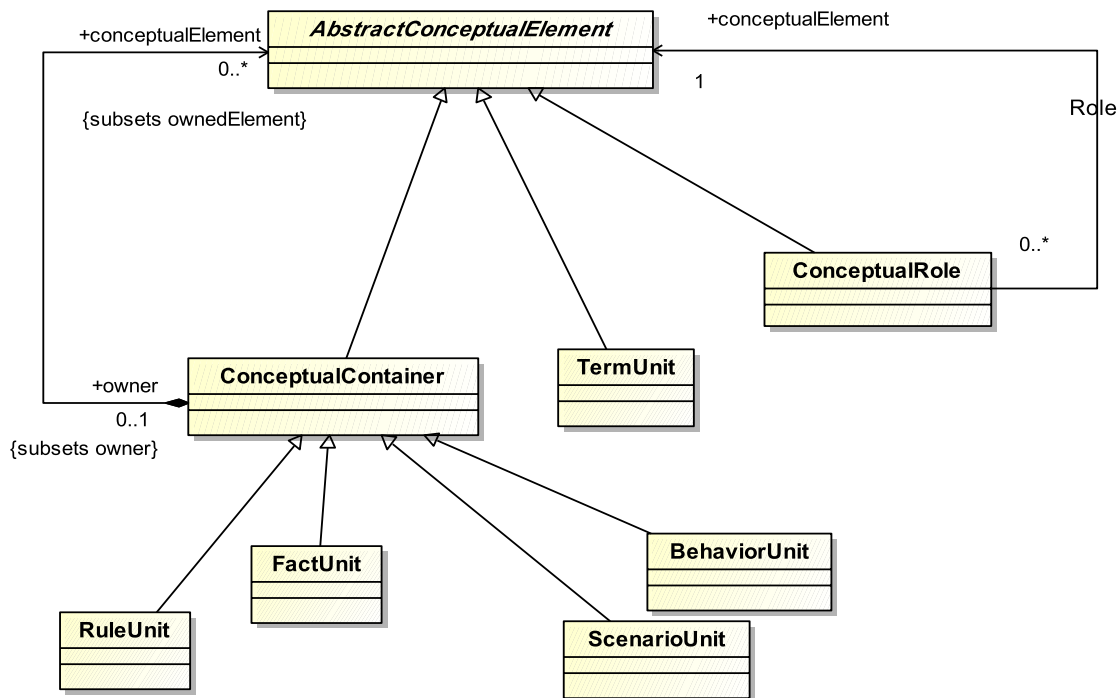 +conceptualElement
AbstractConceptualElement
+conceptualElement
0..*
1
{subsets ownedElement}
Role
0..*
ConceptualRole
ConceptualContainer
TermUnit
+owner
0..1
{subsets owner}
FactUnit
BehaviorUnit
RuleUnit
ScenarioUnit